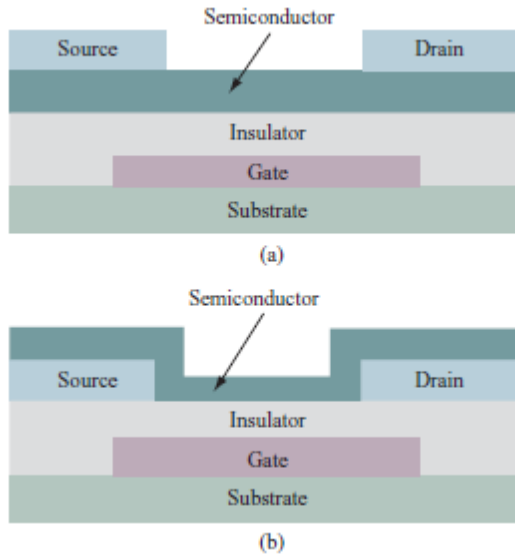 Semiconductor
Source Drain
Insulator
Gate
Substrate
(a)
Semiconductor
Source Drain
Insulator
Gate
Substrate
(b)